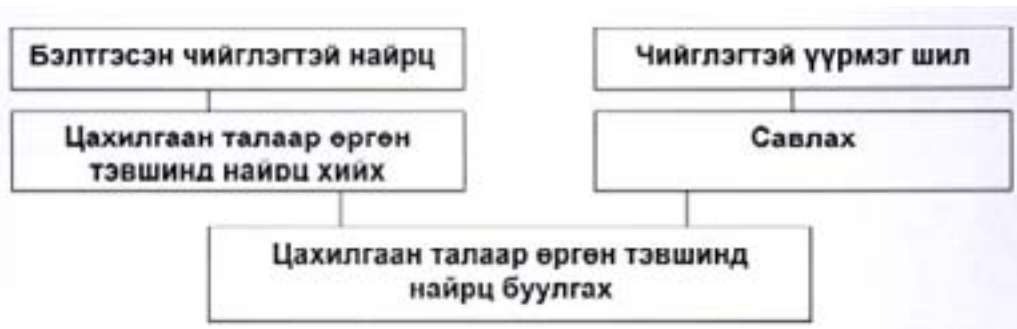 Бэлтгэсэн чийглэгтэй найрц
Чийглэгтэй үүрмэг шил
Цахилгаан талаар өргөн
тэвшинд найрц хийх
Савлах
Цахилгаан талаар өргөн тэвшинд
найрц буулгах